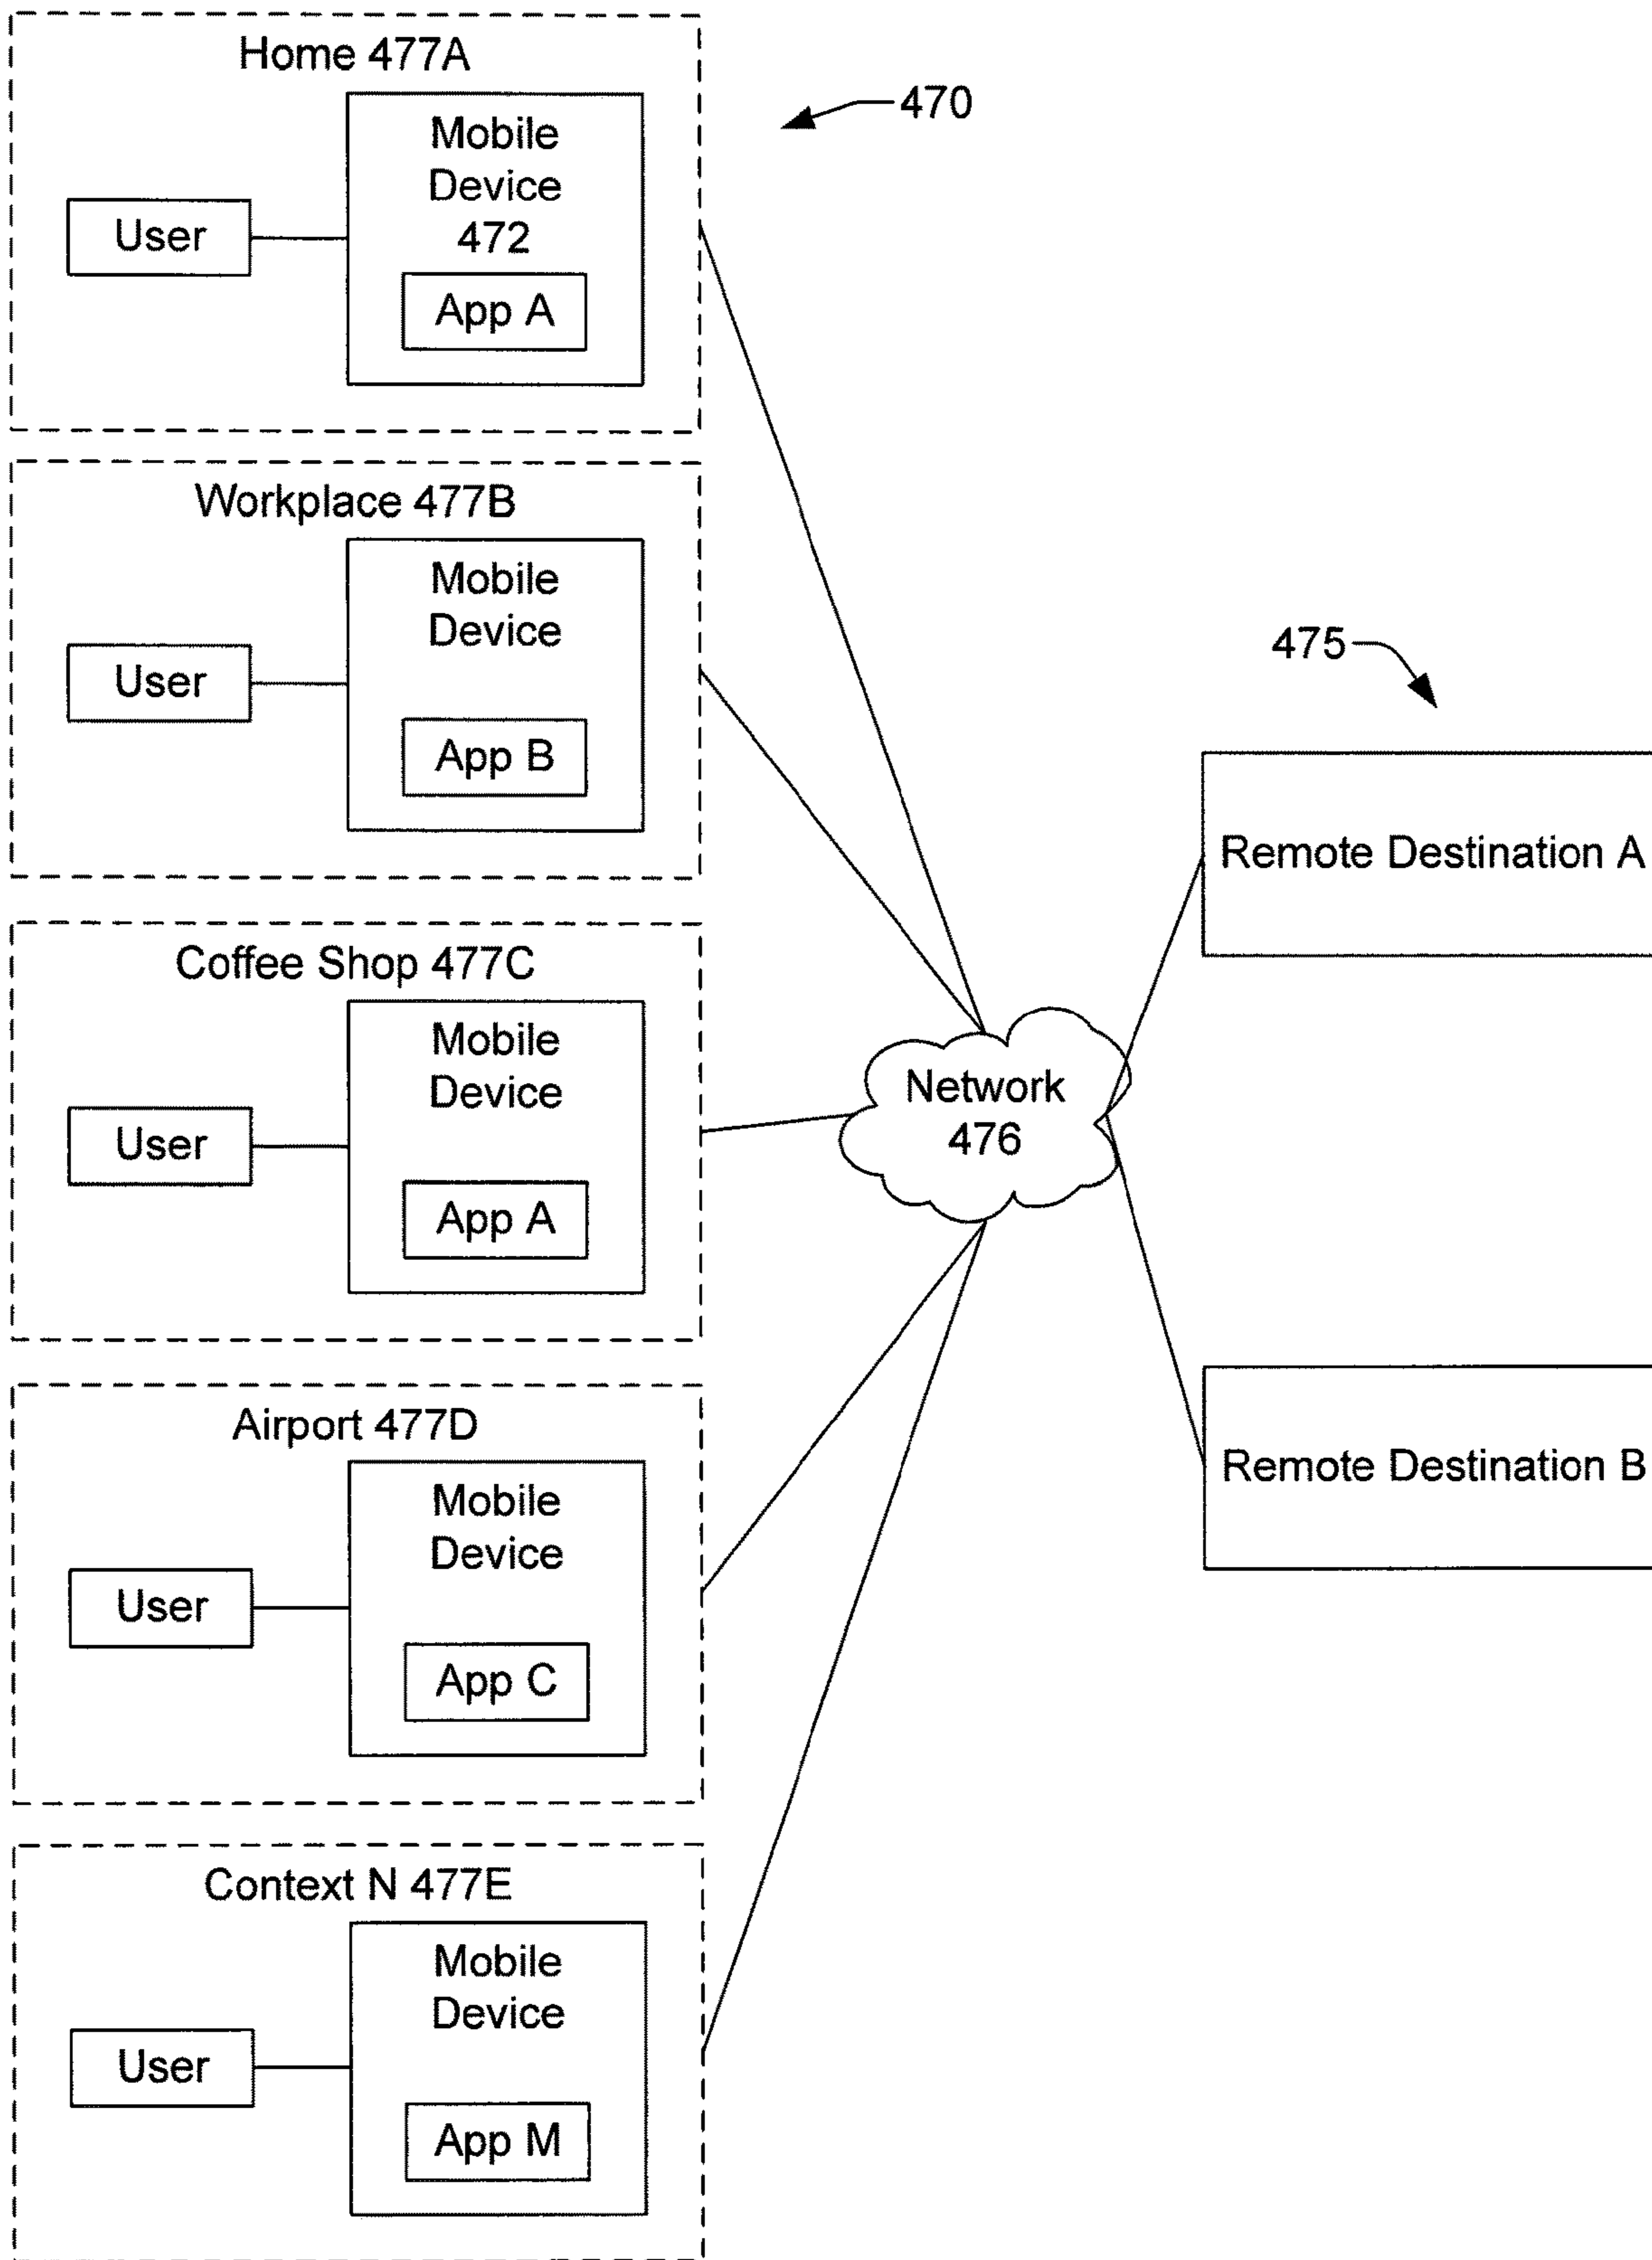 Home 477A
470
Mobile
Device
472
User
App A
Workplace 477B
Mobile
Device
User
App B
475
Remote Destination A
Coffee Shop 477C
Mobile
Device
User
App A
Network
476
Airport 477D
Mobile
Device
User
App C
Remote Destination B
Context N 477E
Mobile
Device
User
App M